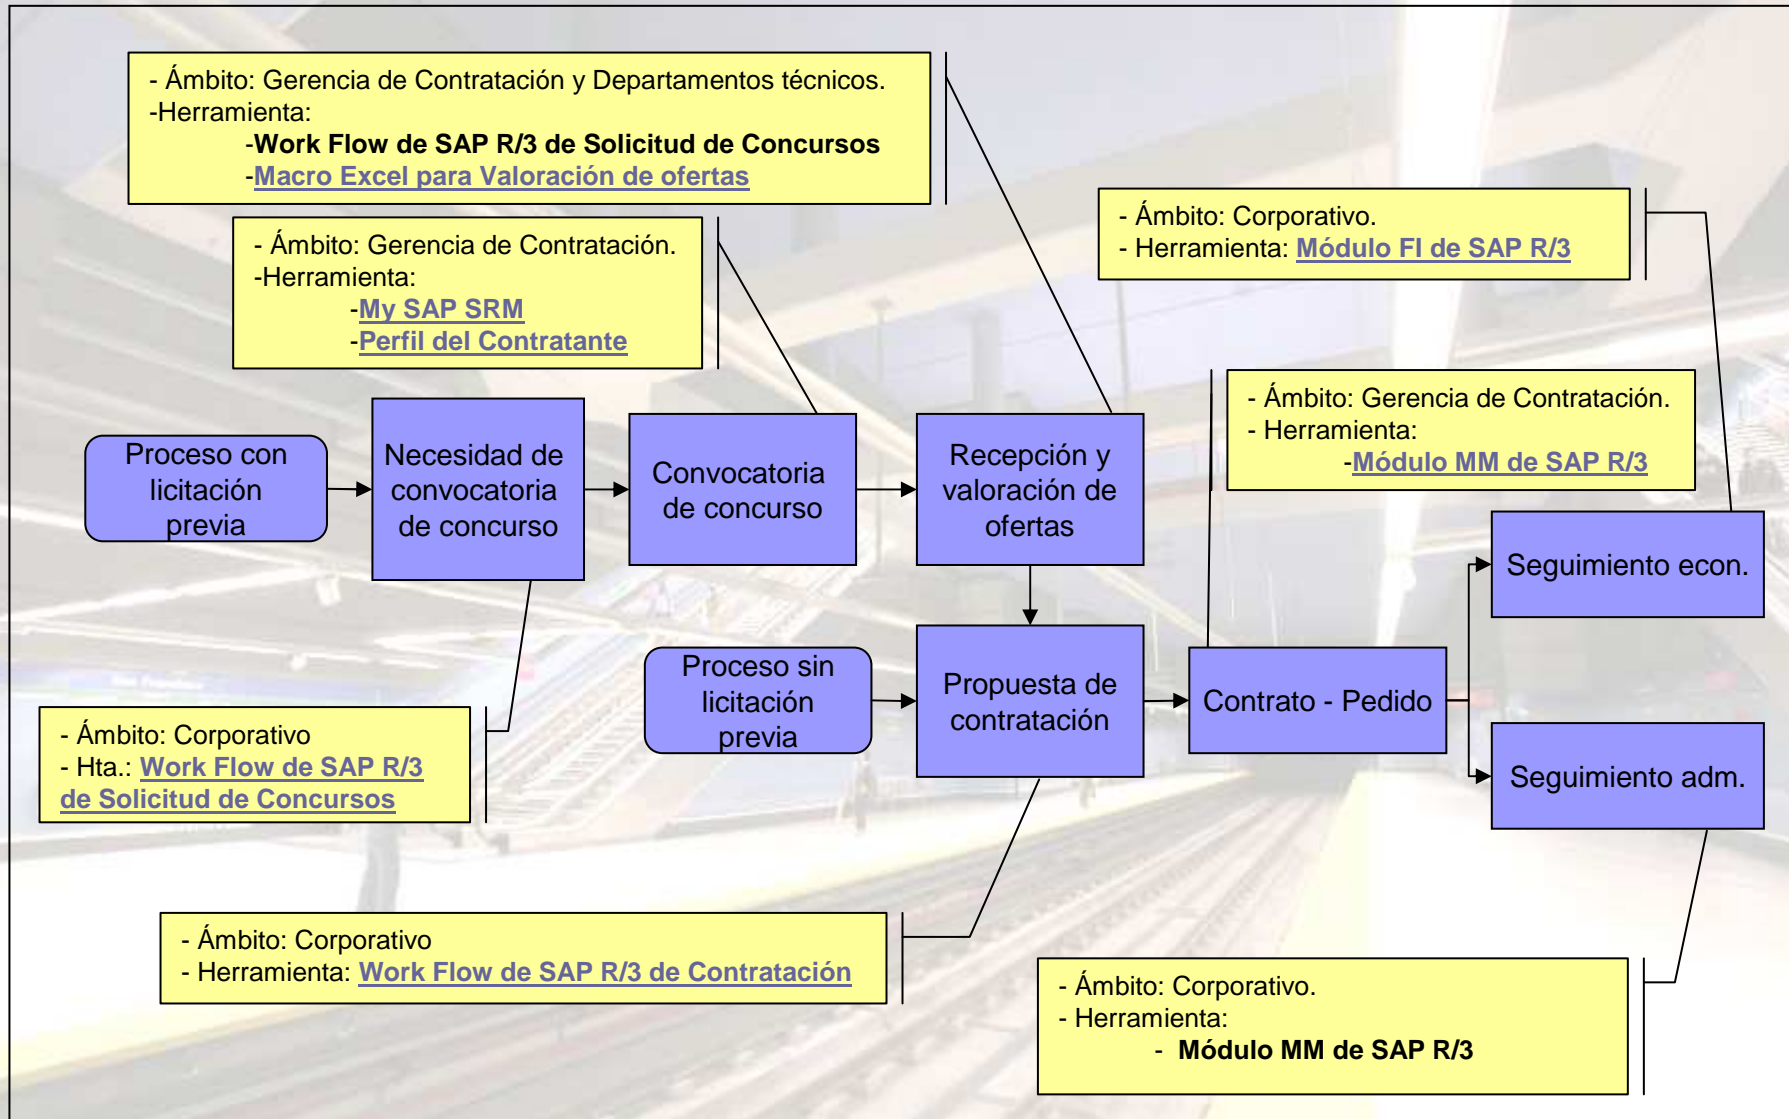 - Ámbito: Gerencia de Contratación y Departamentos técnicos.
-Herramienta:
-Work Flow de SAP R/3 de Solicitud de Concursos
-Macro Excel para Valoración de ofertas
- Ámbito: Corporativo.
- Herramienta: Módulo FI de SAP R/3
- Ámbito: Gerencia de Contratación.
-Herramienta:
-My SAP SRM
-Perfil del Contratante
- Ámbito: Gerencia de Contratación.
- Herramienta:
-Módulo MM de SAP R/3
Proceso con
licitación
previa
Necesidad de
convocatoria
de concurso
Convocatoria
de concurso
Recepción y
valoración de
ofertas
Seguimiento econ.
Proceso sin
licitación
previa
Propuesta de
contratación
Contrato - Pedido
Seguimiento adm.
- Ámbito: Corporativo
- Hta.: Work Flow de SAP R/3
de Solicitud de Concursos
- Ámbito: Corporativo
- Herramienta: Work Flow de SAP R/3 de Contratación
- Ámbito: Corporativo.
- Herramienta:
- Módulo MM de SAP R/3